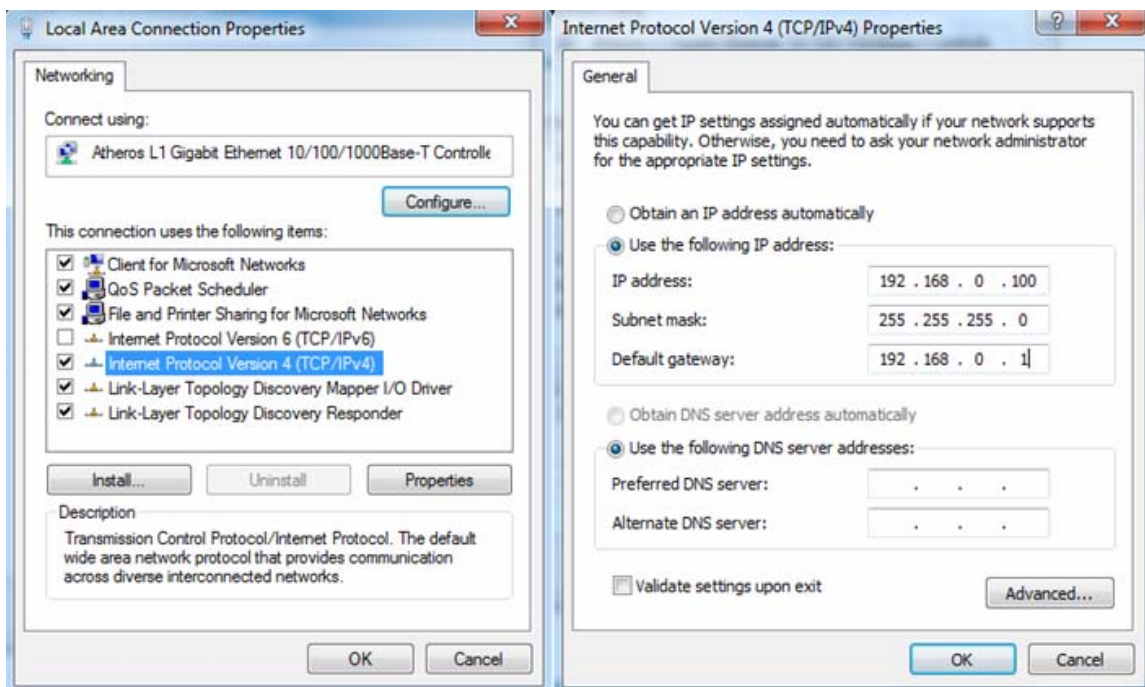 Local Area Connection Properties
Networking
Connect using:
Atheros L1 Gigabit Ethernet 10/100/1000Base-T Controlle
Configure...
This connection uses the following items:
Client for Microsoft Networks
QoS Packet Scheduler
File and Printer Sharing for Microsoft Networks
Internet Protocol Version 6 (TCP/IPv6)
Internet Protocol Version 4 (TCP/IPv4)
Link-Layer Topology Discovery Mapper I/O Driver
Link-Layer Topology Discovery Responder
Install...
Uninstall
Properties
Description
Transmission Control Protocol/Internet Protocol. The default
wide area network protocol that provides communication
across diverse interconnected networks.
OK
Cancel
Internet Protocol Version 4 (TCP/IPv4) Properties
General
You can get IP settings assigned automatically if your network supports
this capability. Otherwise, you need to ask your network administrator
for the appropriate IP settings.
Obtain an IP address automatically
Use the following IP address:
IP address: 192 . 168 . 0 . 100
Subnet mask: 255 . 255 . 255 . 0
Default gateway: 192 . 168 . 0 . 1
Obtain DNS server address automatically
Use the following DNS server addresses:
Preferred DNS server: . . .
Alternate DNS server: . . .
Validate settings upon exit
Advanced...
OK
Cancel